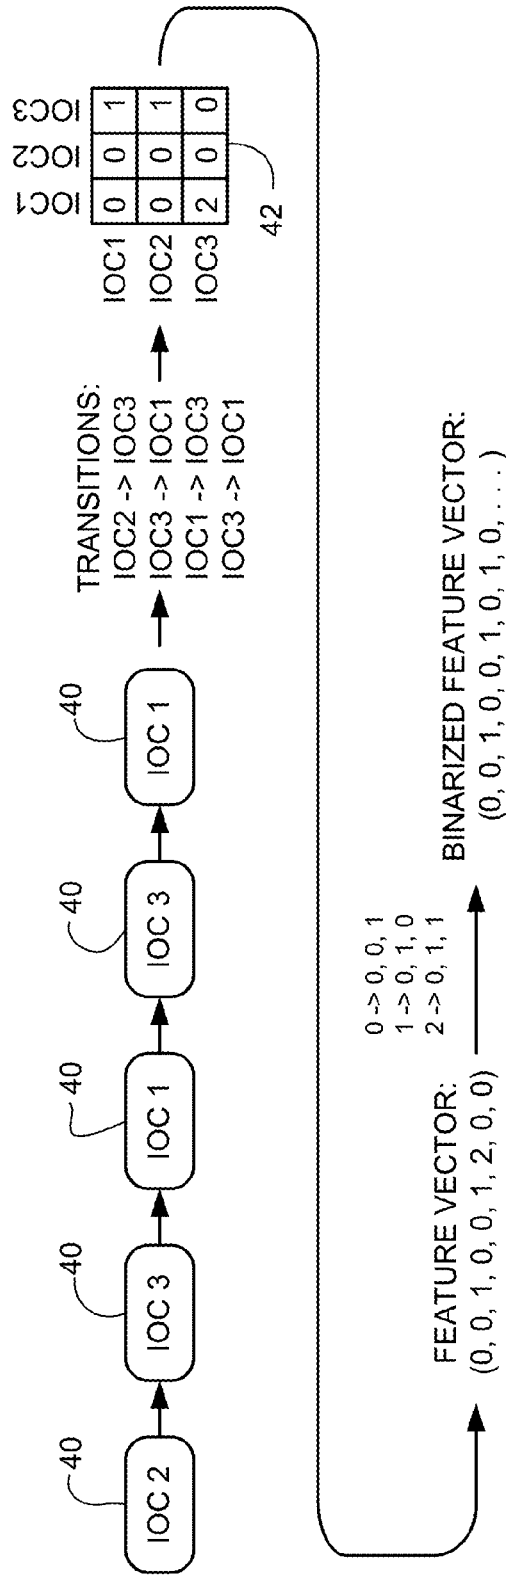 40
40
40
40
40
IOC 2
IOC 3
IOC 1
IOC 3
IOC 1
TRANSITIONS:
IOC2 -> IOC3
IOC3 -> IOC1
IOC1 -> IOC3
IOC3 -> IOC1
IOC1 IOC2 IOC3
IOC1 0 0 1
IOC2 0 0 1
IOC3 2 0 0
42
FEATURE VECTOR:
(0, 0, 1, 0, 0, 1, 2, 0, 0)
0 -> 0, 0, 1
1 -> 0, 1, 0
2 -> 0, 1, 1
BINARIZED FEATURE VECTOR:
(0, 0, 1, 0, 0, 1, 0, 1, 0, . . . )